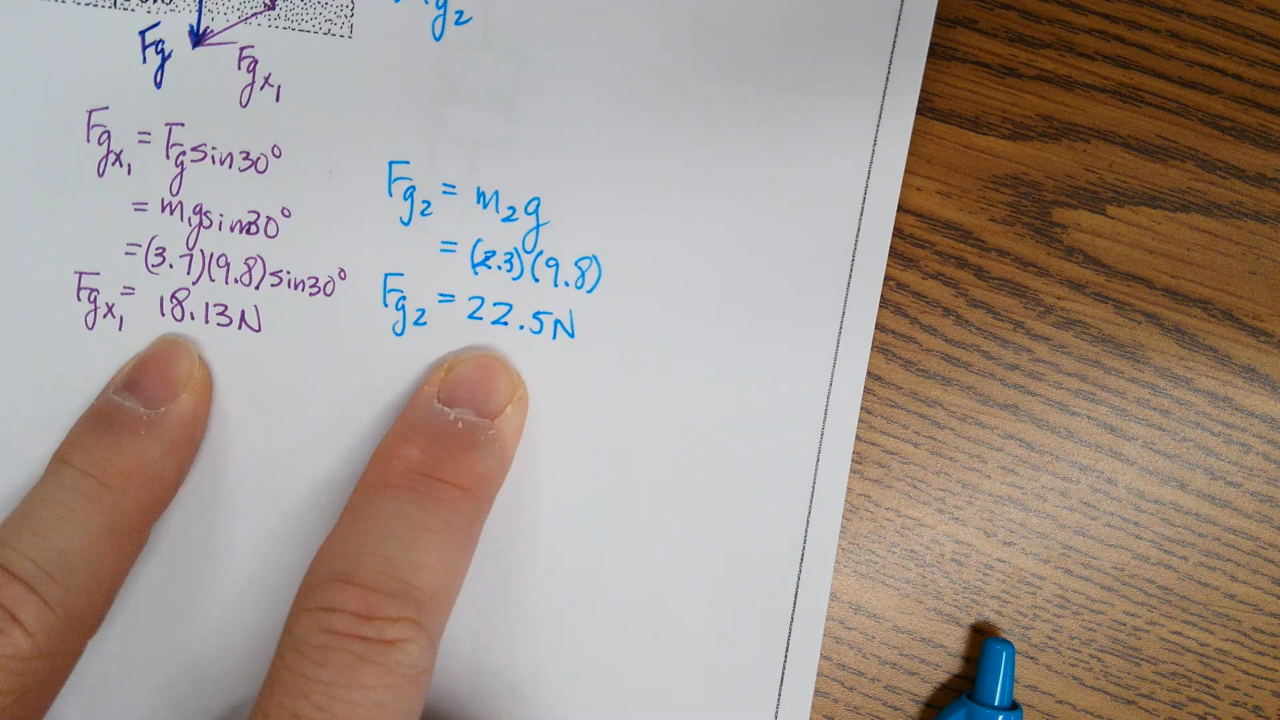 g₂
Fg
Fgx₁
Fgx₁ = Fg sin30°
= m₁g sin30°
= (3.7)(9.8) sin30°
Fgx₁ = 18.13N
Fg₂ = m₂g
= (2.3)(9.8)
Fg₂ = 22.5N